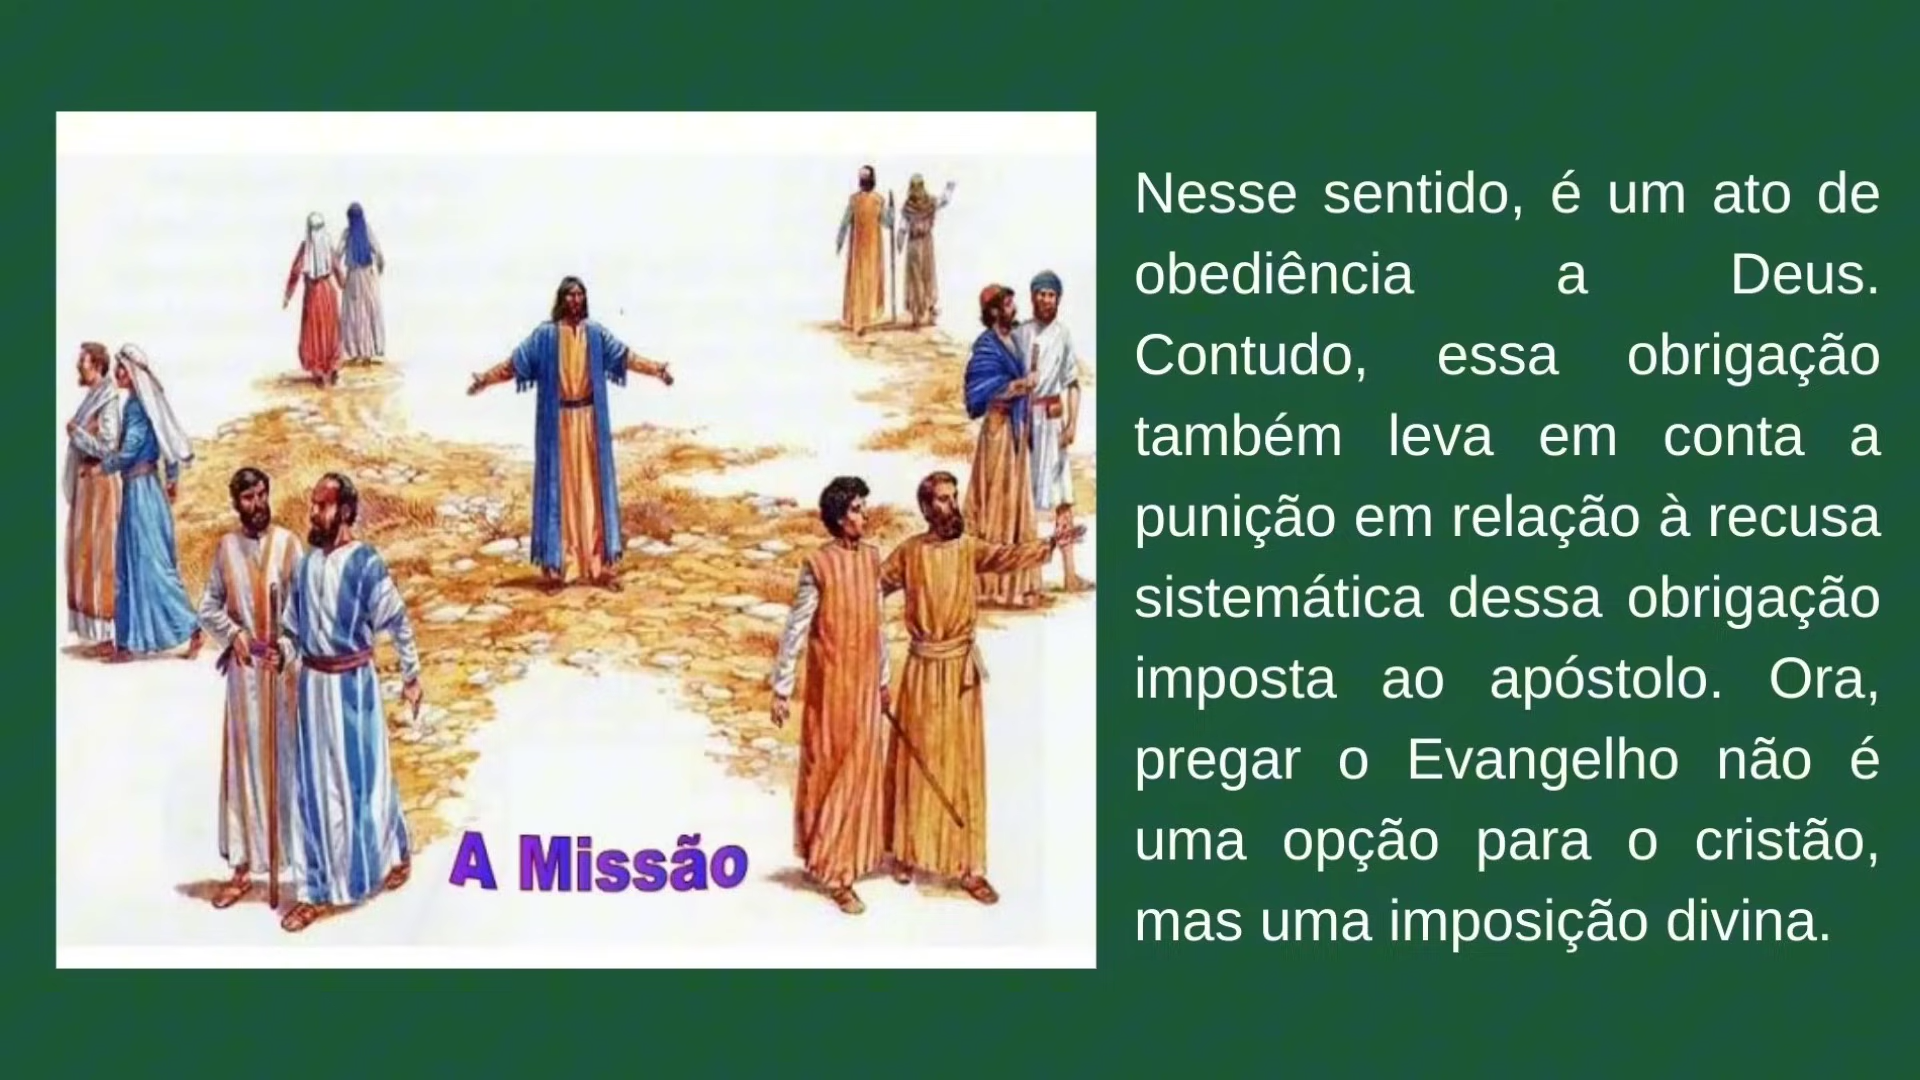 A Missão
Nesse sentido, é um ato de
obediência a Deus.
Contudo, essa obrigação
também leva em conta a
punição em relação à recusa
sistemática dessa obrigação
imposta ao apóstolo. Ora,
pregar o Evangelho não é
uma opção para o cristão,
mas uma imposição divina.